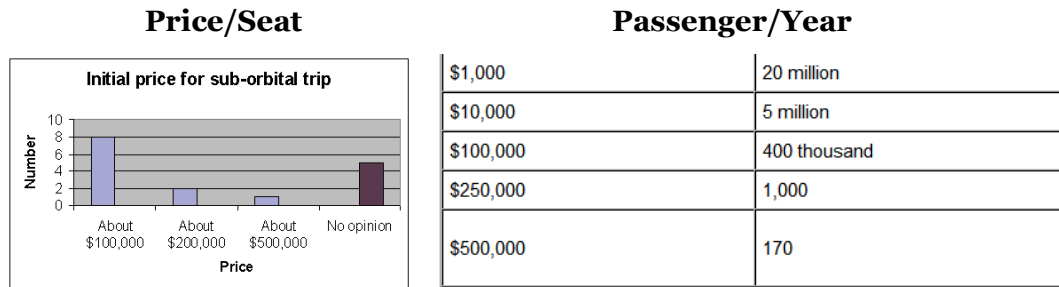 Price/Seat
Passenger/Year
Initial price for sub-orbital trip
Number
10
8
6
4
2
0
About $100,000
About $200,000
About $500,000
No opinion
Price
$1,000 20 million
$10,000 5 million
$100,000 400 thousand
$250,000 1,000
$500,000 170